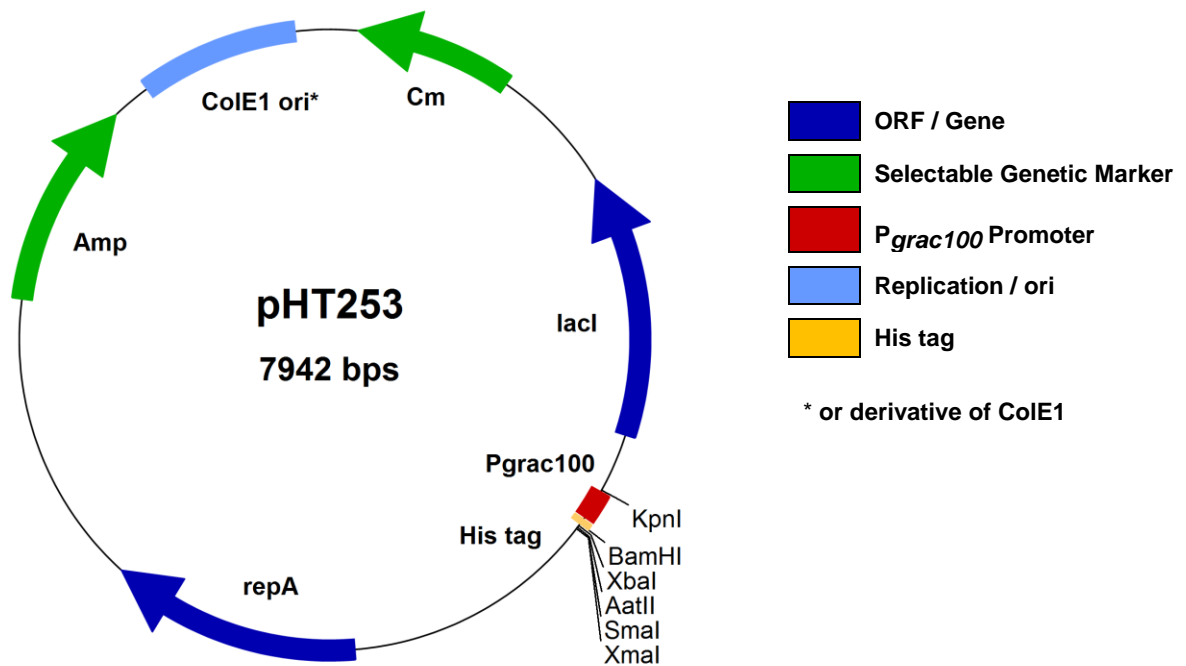 ColE1 ori*
Cm
Amp
pHT253
7942 bps
lacI
Pgrac100
KpnI
His tag
BamHI
XbaI
AatII
SmaI
XmaI
repA
ORF / Gene
Selectable Genetic Marker
Pgrac100 Promoter
Replication / ori
His tag
* or derivative of ColE1